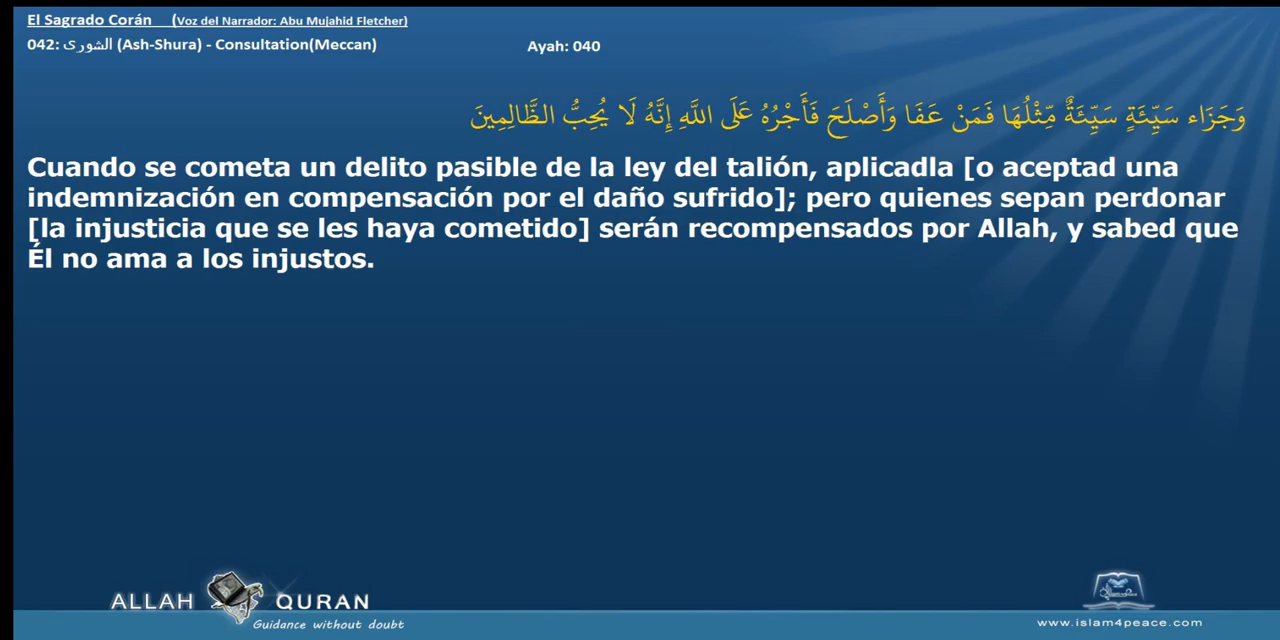 El Sagrado Corán (Voz del Narrador: Abu Mujahid Fletcher)
042: الشورى (Ash-Shura) - Consultation(Meccan) Ayah: 040
وَجَزَاء سَيِّئَةٍ سَيِّئَةٌ مِّثْلُهَا فَمَنْ عَفَا وَأَصْلَحَ فَأَجْرُهُ عَلَى اللَّهِ إِنَّهُ لَا يُحِبُّ الظَّالِمِينَ
Cuando se cometa un delito pasible de la ley del talión, aplicadla [o aceptad una
indemnización en compensación por el daño sufrido]; pero quienes sepan perdonar
[la injusticia que se les haya cometido] serán recompensados por Allah, y sabed que
Él no ama a los injustos.
ALLAH QURAN
Guidance without doubt
www.islam4peace.com